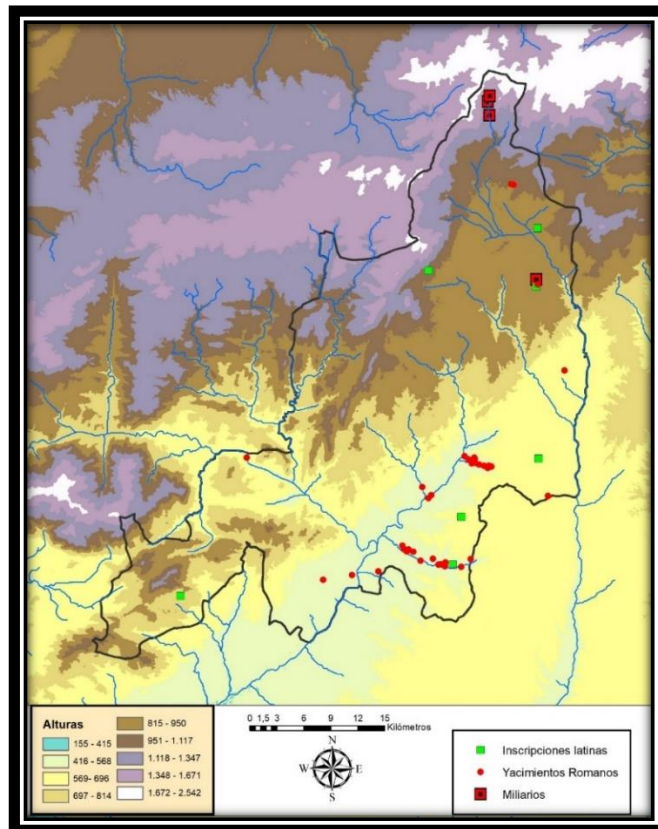 Alturas
155 - 415
416 - 568
569- 696
697 - 814
815 - 950
951 - 1.117
1.118 - 1.347
1.348 - 1.671
1.672 - 2.542
0 1,5 3 6 9 12 15
Kilómetros
N
W E
S
Inscripciones latinas
Yacimientos Romanos
Miliarios